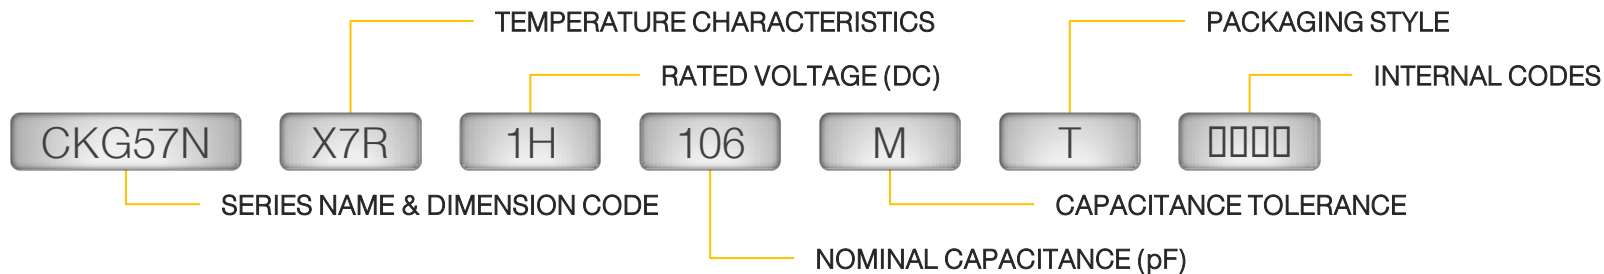 TEMPERATURE CHARACTERISTICS PACKAGING STYLE
RATED VOLTAGE (DC) INTERNAL CODES
CKG57N X7R 1H 106 M T □□□□
SERIES NAME & DIMENSION CODE CAPACITANCE TOLERANCE
NOMINAL CAPACITANCE (pF)